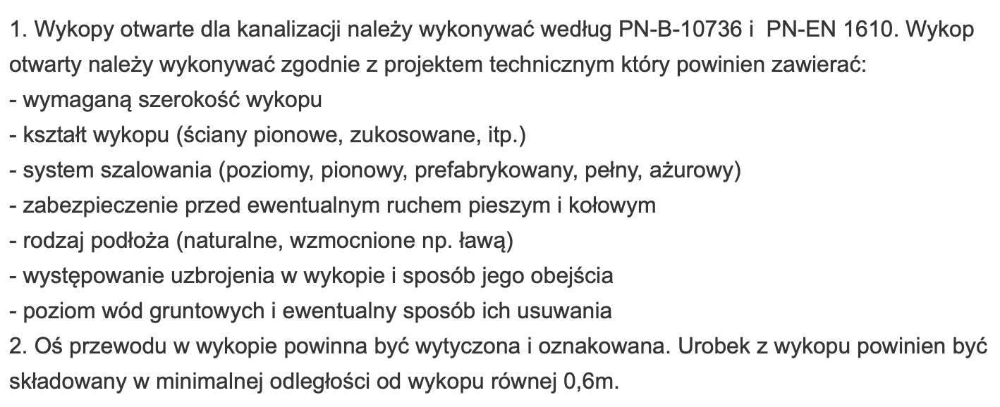 1. Wykopy otwarte dla kanalizacji należy wykonywać według PN-B-10736 i  PN-EN 1610. Wykop
otwarty należy wykonywać zgodnie z projektem technicznym który powinien zawierać:
- wymaganą szerokość wykopu
- kształt wykopu (ściany pionowe, zukosowane, itp.)
- system szalowania (poziomy, pionowy, prefabrykowany, pełny, ażurowy)
- zabezpieczenie przed ewentualnym ruchem pieszym i kołowym
- rodzaj podłoża (naturalne, wzmocnione np. ławą)
- występowanie uzbrojenia w wykopie i sposób jego obejścia
- poziom wód gruntowych i ewentualny sposób ich usuwania
2. Oś przewodu w wykopie powinna być wytyczona i oznakowana. Urobek z wykopu powinien być
składowany w minimalnej odległości od wykopu równej 0,6m.